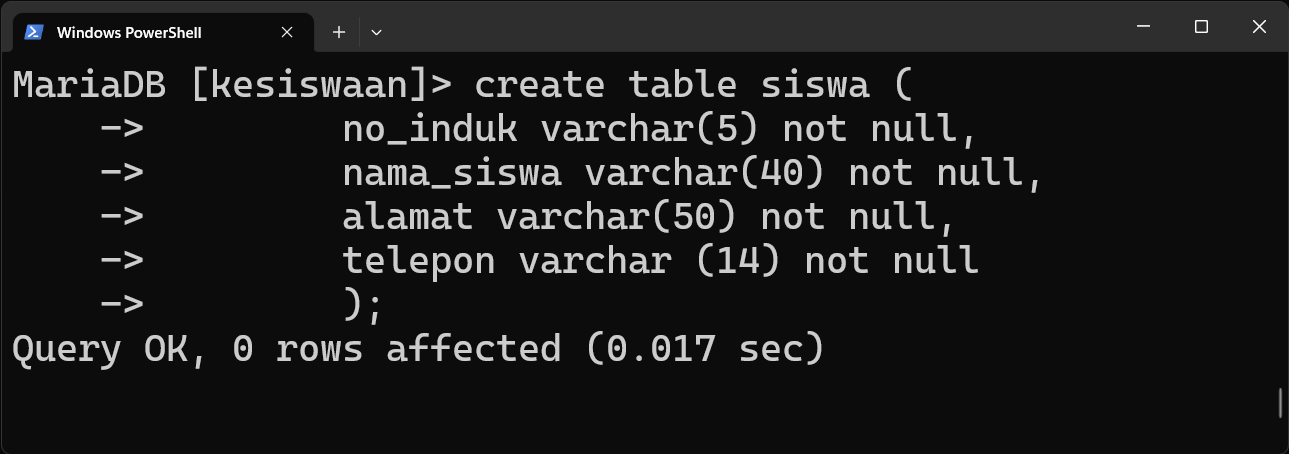 Windows PowerShell
MariaDB [kesiswaan]> create table siswa (
    ->         no_induk varchar(5) not null,
    ->         nama_siswa varchar(40) not null,
    ->         alamat varchar(50) not null,
    ->         telepon varchar (14) not null
    ->         );
Query OK, 0 rows affected (0.017 sec)